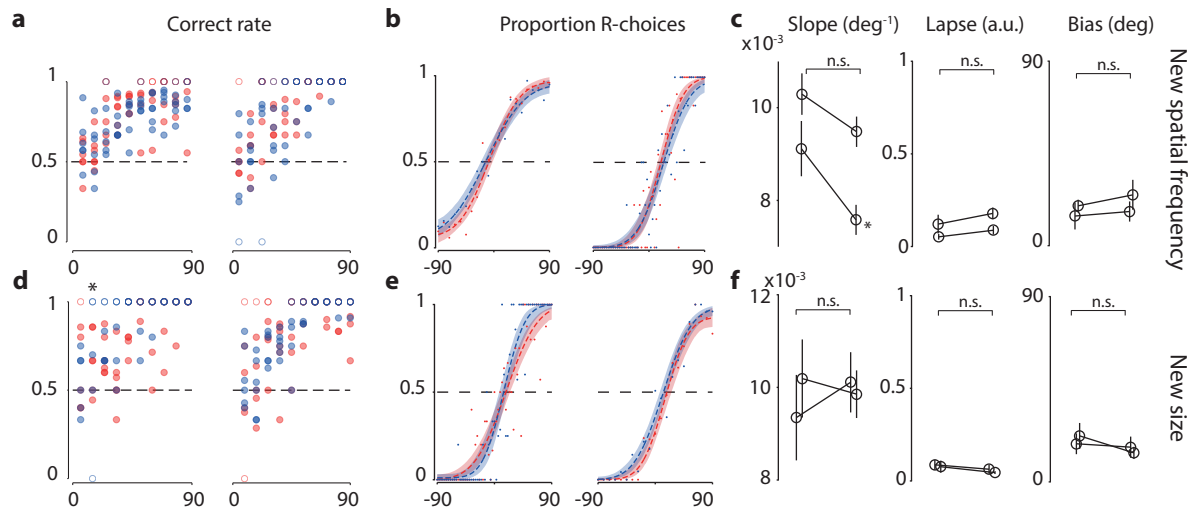 a Correct rate b Proportion R-choices c Slope (deg-1) Lapse (a.u.) Bias (deg)
x10-3
n.s. n.s. n.s.
1 1 10 1 90
0.5 0.5 8 0.5
*
0 0 0 0
0 90 0 90 -90 90 -90 90
New spatial frequency
d * e f
x10-3
12 n.s. 1 n.s. 90 n.s.
1 1
0.5 0.5 10 0.5
0 0 8 0 0
0 90 0 90 -90 90 -90 90
New size